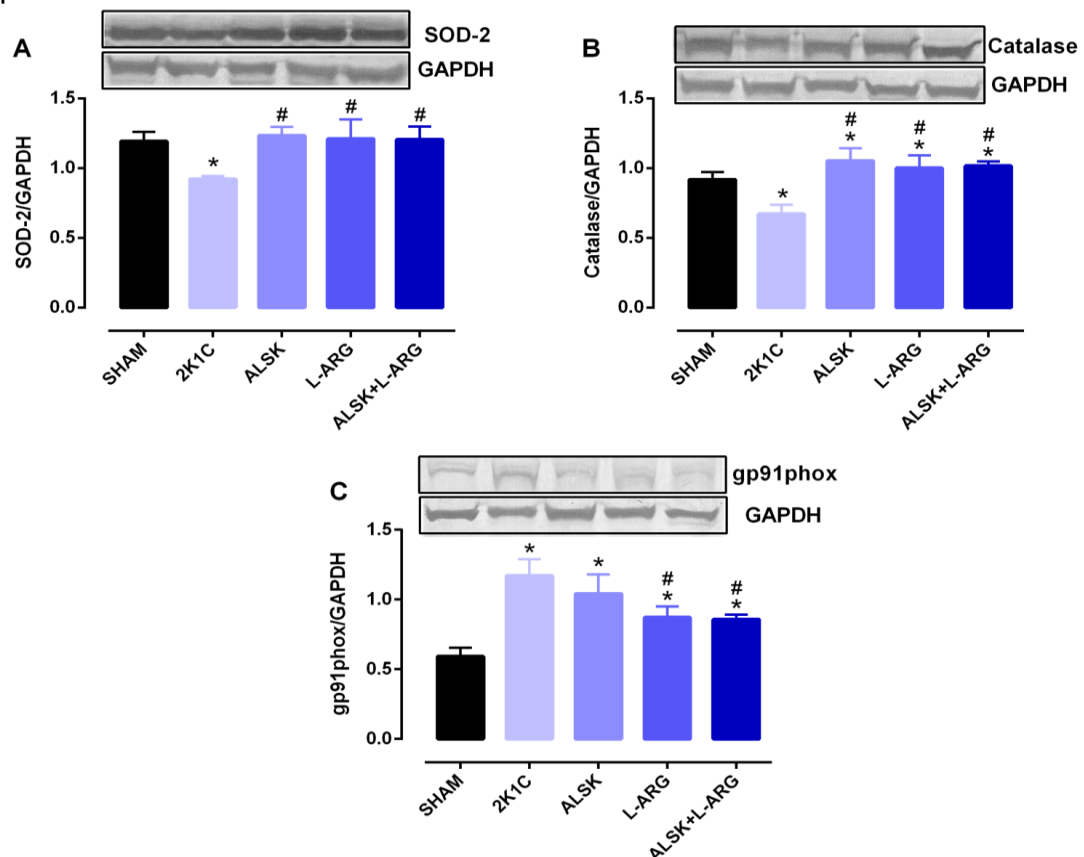 A
SOD-2
GAPDH
SOD-2/GAPDH
1.5
1.0
0.5
0.0
*
#
#
#
SHAM
2K1C
ALSK
L-ARG
ALSK+L-ARG
B
Catalase
GAPDH
Catalase/GAPDH
1.5
1.0
0.5
0.0
*
#
*
#
*
#
*
SHAM
2K1C
ALSK
L-ARG
ALSK+L-ARG
C
gp91phox
GAPDH
gp91phox/GAPDH
1.5
1.0
0.5
0.0
*
*
#
*
#
*
SHAM
2K1C
ALSK
L-ARG
ALSK+L-ARG